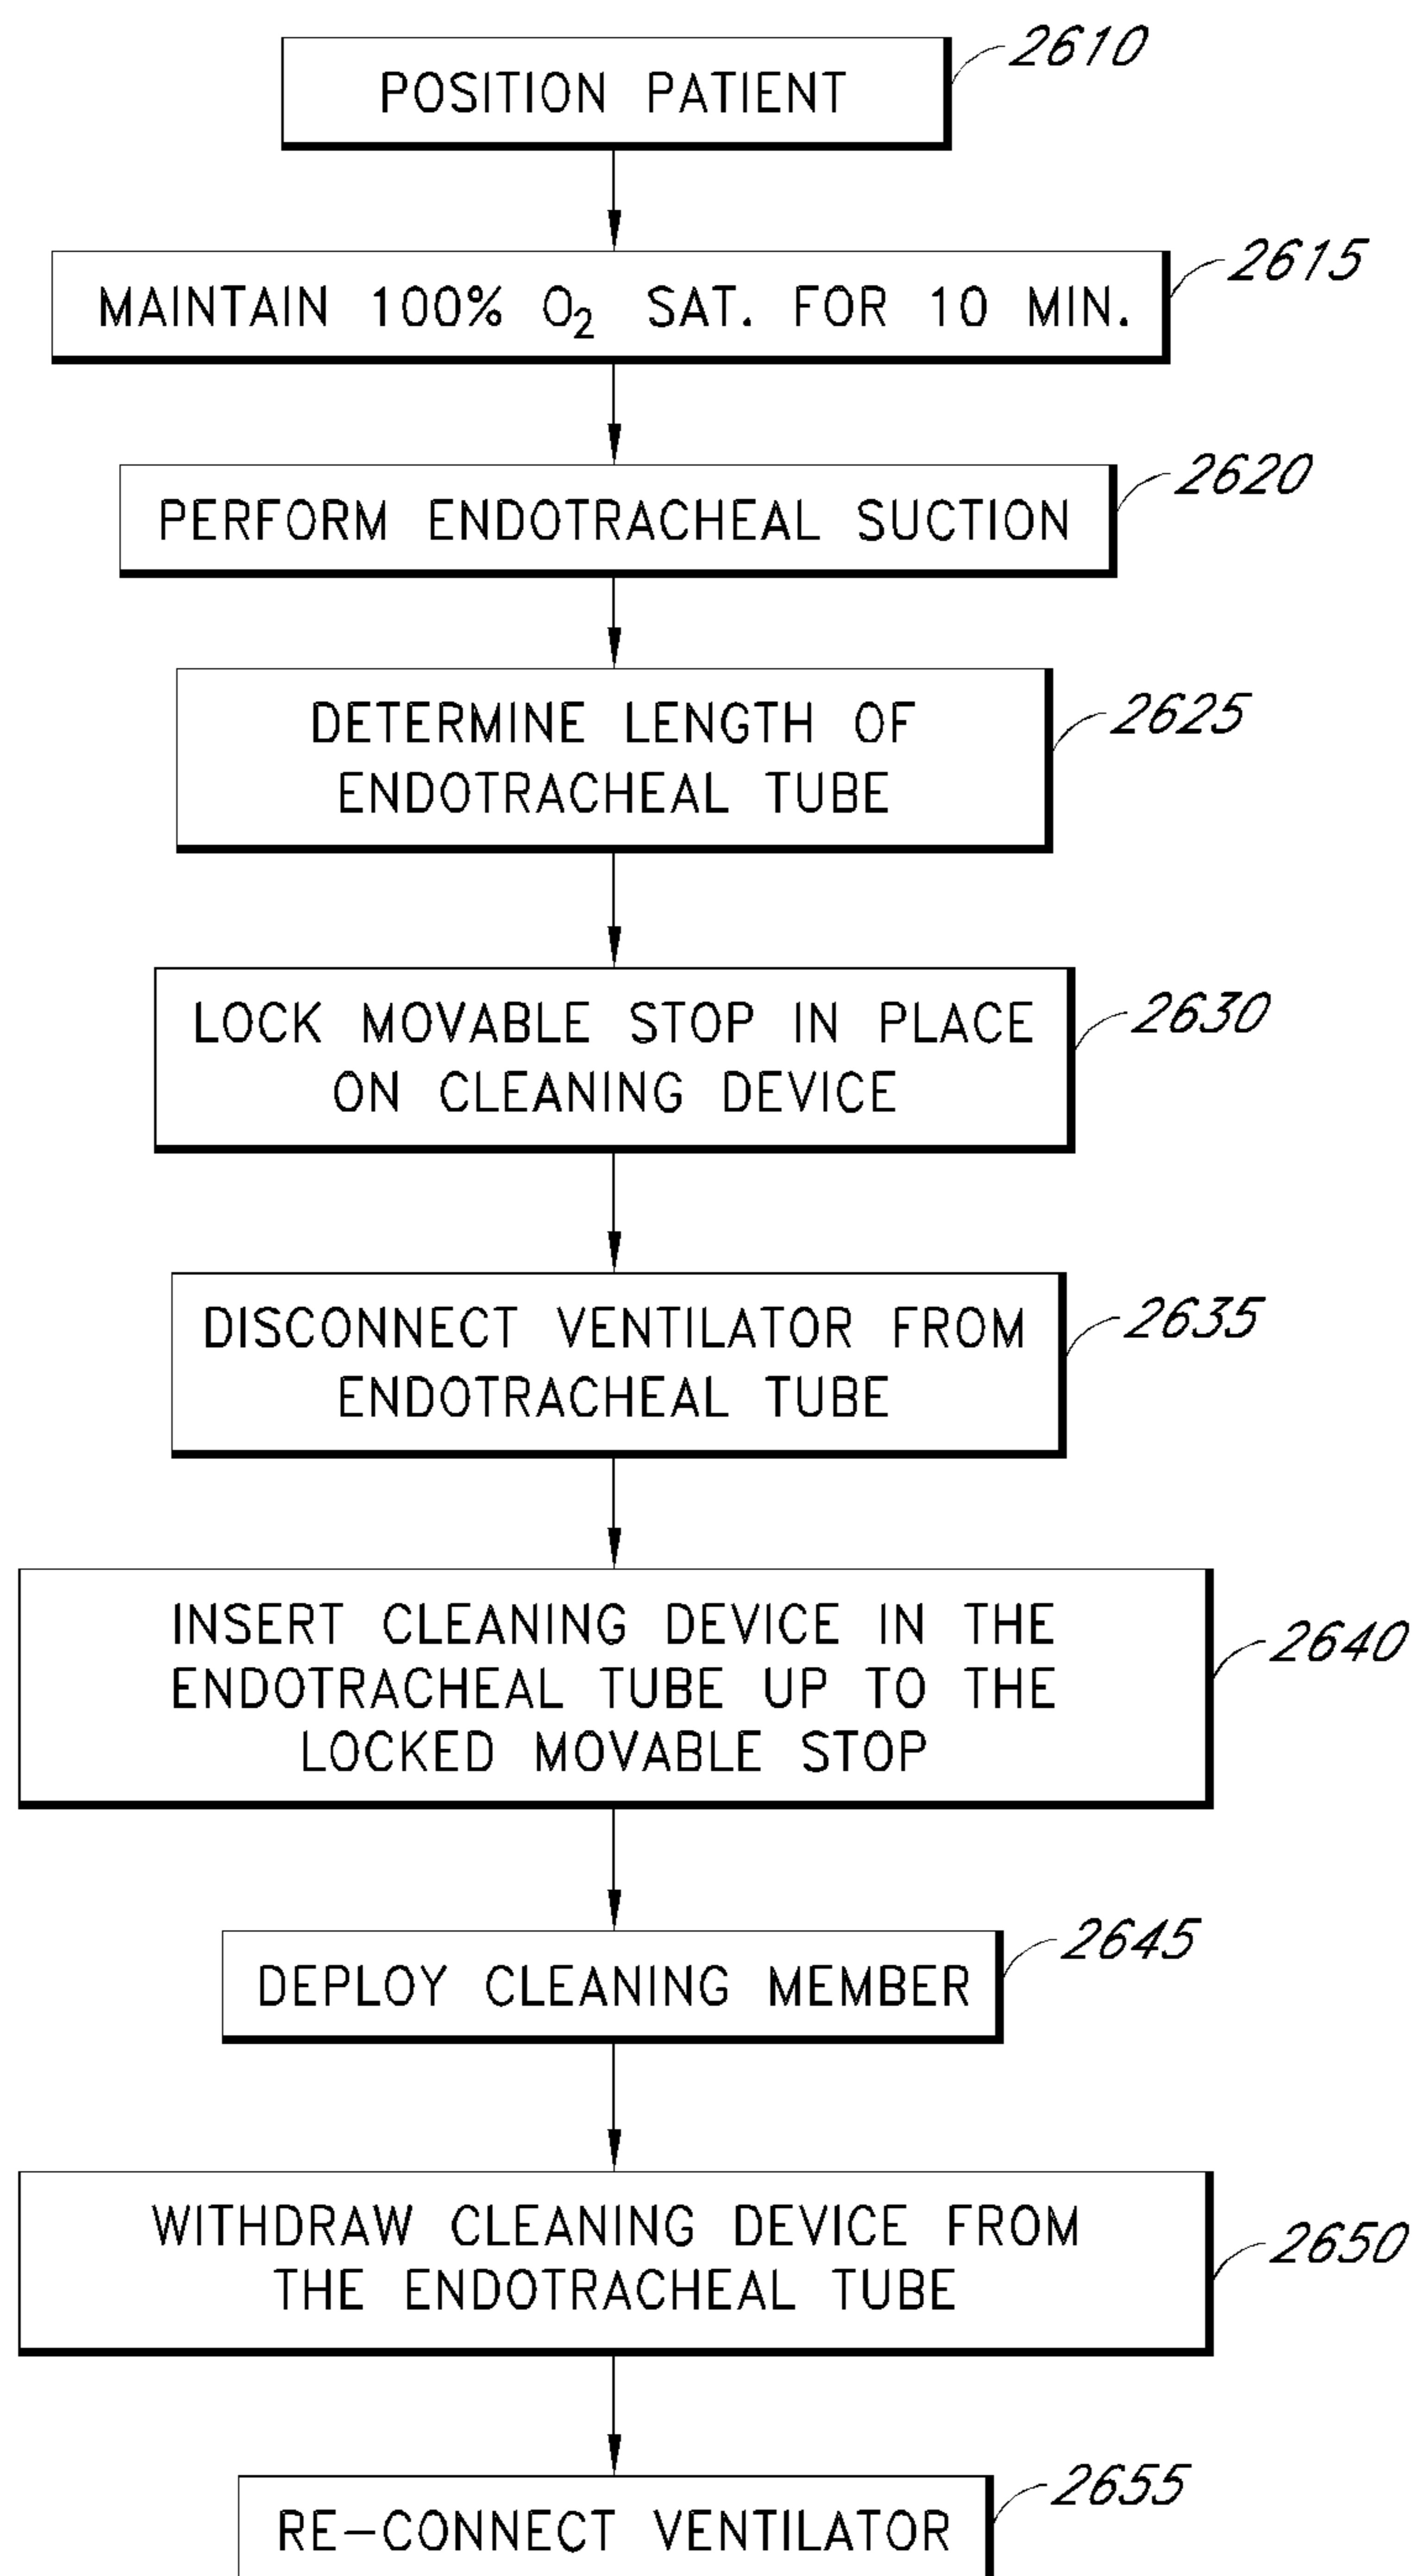 POSITION PATIENT
2610
MAINTAIN 100% O₂ SAT. FOR 10 MIN.
2615
PERFORM ENDOTRACHEAL SUCTION
2620
DETERMINE LENGTH OF
ENDOTRACHEAL TUBE
2625
LOCK MOVABLE STOP IN PLACE
ON CLEANING DEVICE
2630
DISCONNECT VENTILATOR FROM
ENDOTRACHEAL TUBE
2635
INSERT CLEANING DEVICE IN THE
ENDOTRACHEAL TUBE UP TO THE
LOCKED MOVABLE STOP
2640
DEPLOY CLEANING MEMBER
2645
WITHDRAW CLEANING DEVICE FROM
THE ENDOTRACHEAL TUBE
2650
RE-CONNECT VENTILATOR
2655